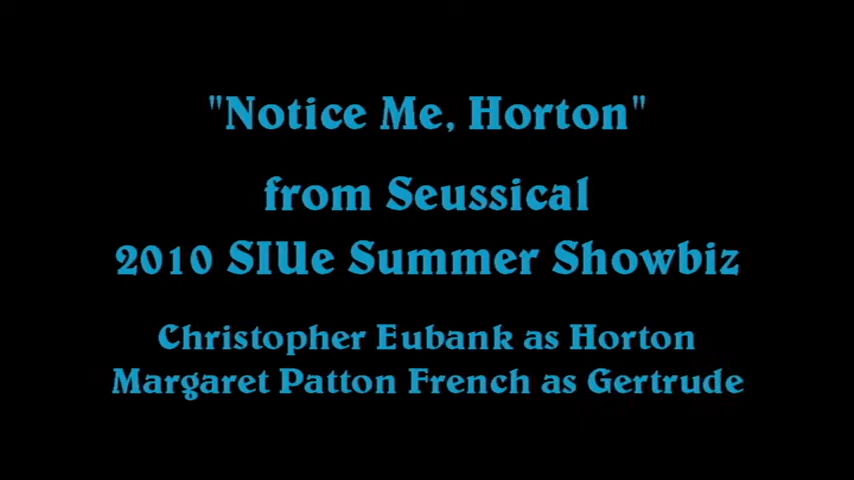 "Notice Me, Horton"
from Seussical
2010 SIUe Summer Showbiz
Christopher Eubank as Horton
Margaret Patton French as Gertrude